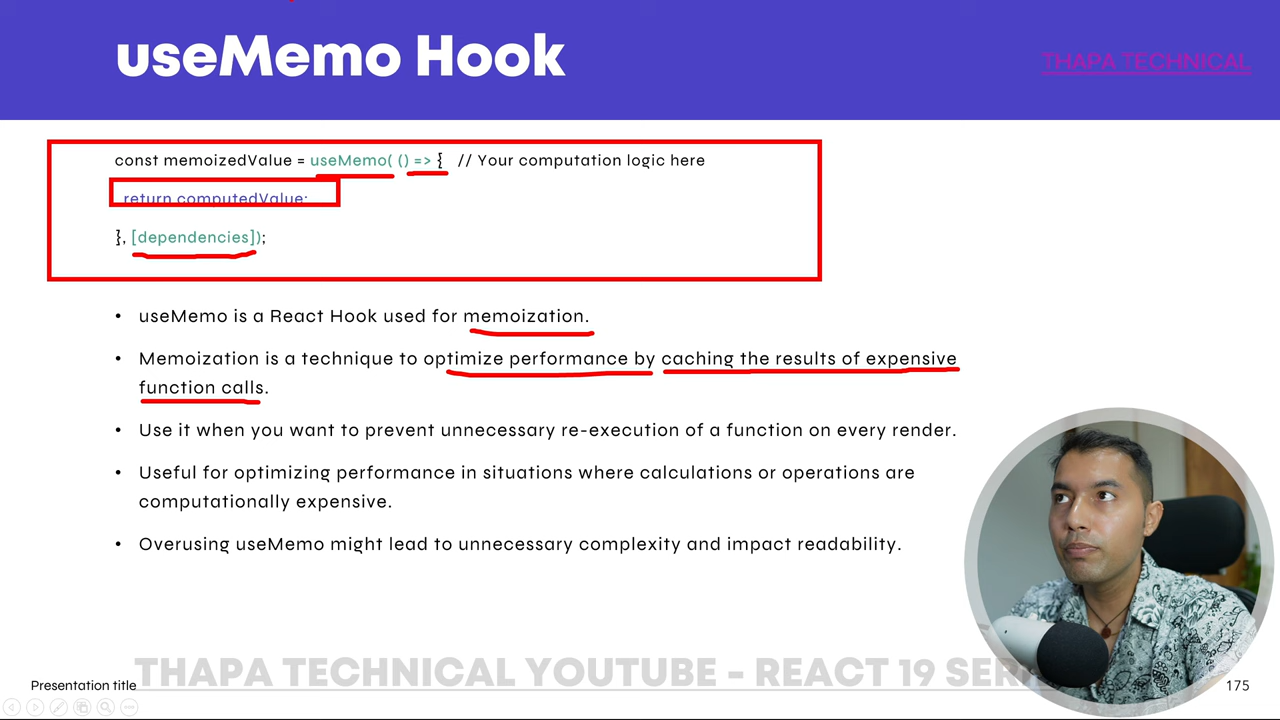 useMemo Hook
THAPA TECHNICAL
const memoizedValue = useMemo( () => { // Your computation logic here
return computedValue;
}, [dependencies]);
• useMemo is a React Hook used for memoization.
• Memoization is a technique to optimize performance by caching the results of expensive
function calls.
• Use it when you want to prevent unnecessary re-execution of a function on every render.
• Useful for optimizing performance in situations where calculations or operations are
computationally expensive.
• Overusing useMemo might lead to unnecessary complexity and impact readability.
THAPA TECHNICAL YOUTUBE - REACT 19
Presentation title
175